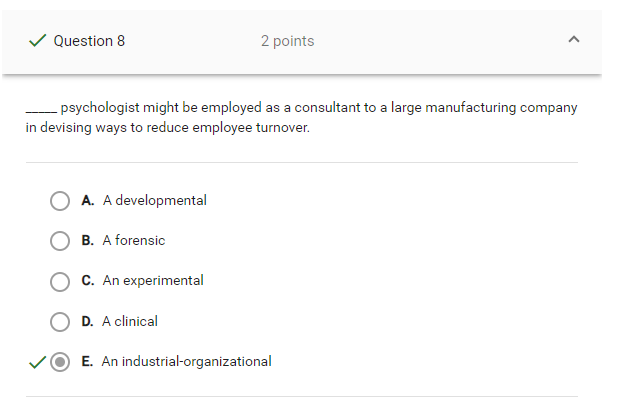 Question 8
2 points
_____ psychologist might be employed as a consultant to a large manufacturing company
in devising ways to reduce employee turnover.
A. A developmental
B. A forensic
C. An experimental
D. A clinical
E. An industrial-organizational